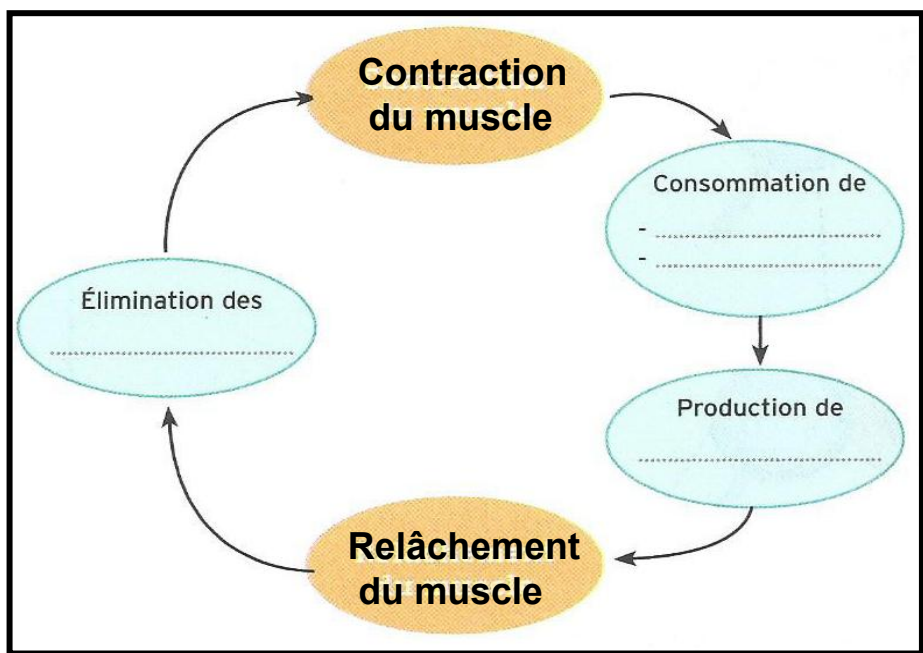 Contraction
du muscle
Consommation de
- ..........................................
- ..........................................
Élimination des
.............................................
Production de
................................................
Relâchement
du muscle